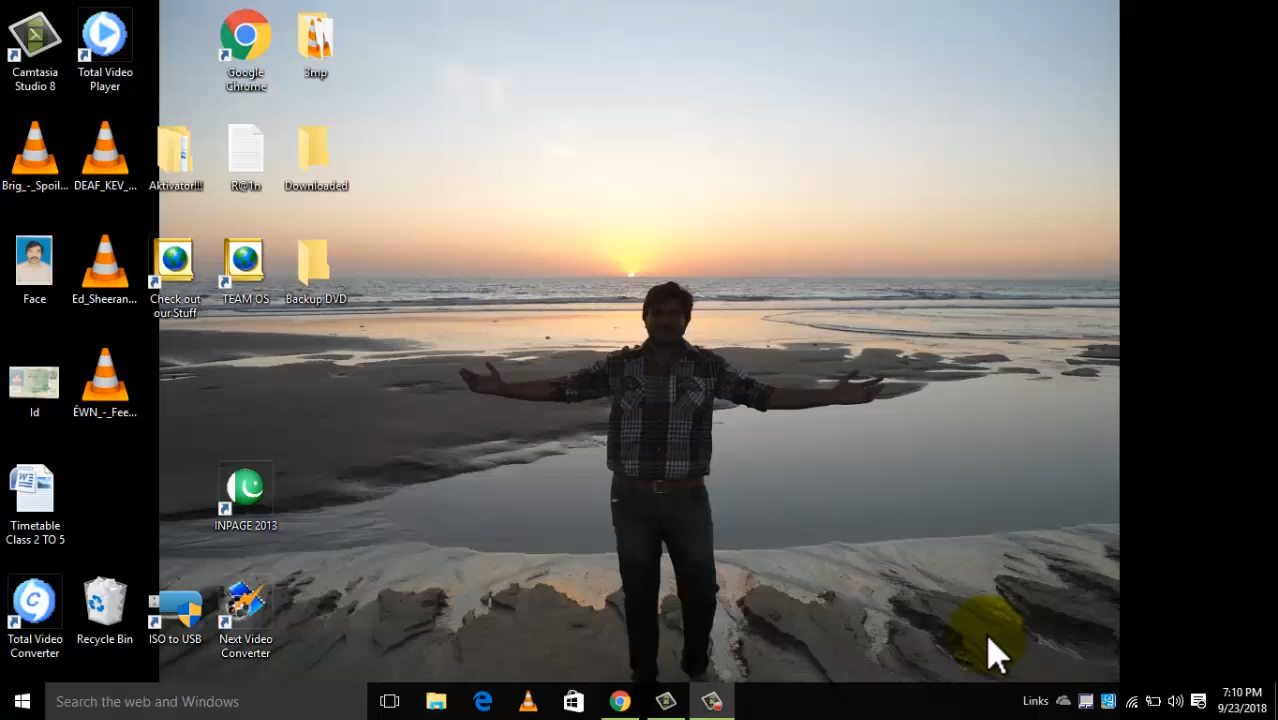 Camtasia
Studio 8
Total Video
Player
Google
Chrome
3mp
Brig_-_Spoil...
DEAF_KEV_...
Aktivator!!!
R@1n
Downloaded
Face
Ed_Sheeran...
Check out
our Stuff
TEAM OS
Backup DVD
Id
ÉWN_-_Fee...
Timetable
Class 2 TO 5
INPAGE 2013
Total Video
Converter
Recycle Bin
ISO to USB
Next Video
Converter
Search the web and Windows
Links
7:10 PM
9/23/2018